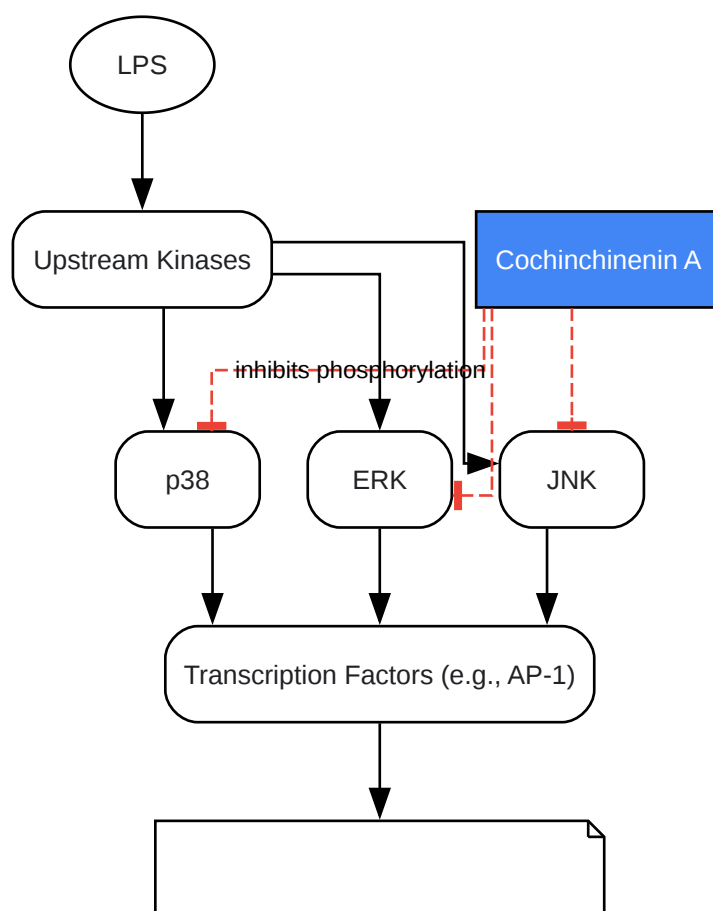 LPS
Upstream Kinases
Cochinchinenin A
inhibits phosphorylation
p38
ERK
JNK
Transcription Factors (e.g., AP-1)